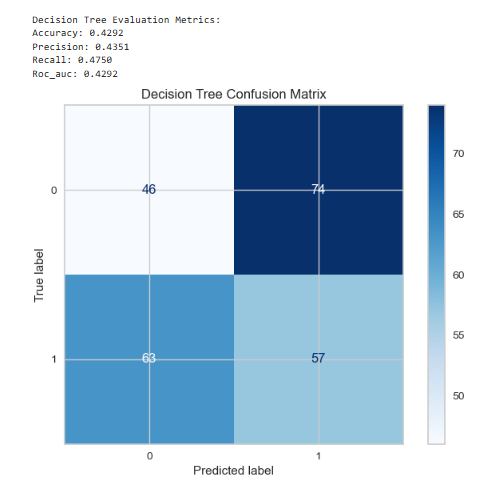 Decision Tree Evaluation Metrics:
Accuracy: 0.4292
Precision: 0.4351
Recall: 0.4750
Roc_auc: 0.4292
Decision Tree Confusion Matrix
0
46
74
1
63
57
True label
0
1
Predicted label
70
65
60
55
50